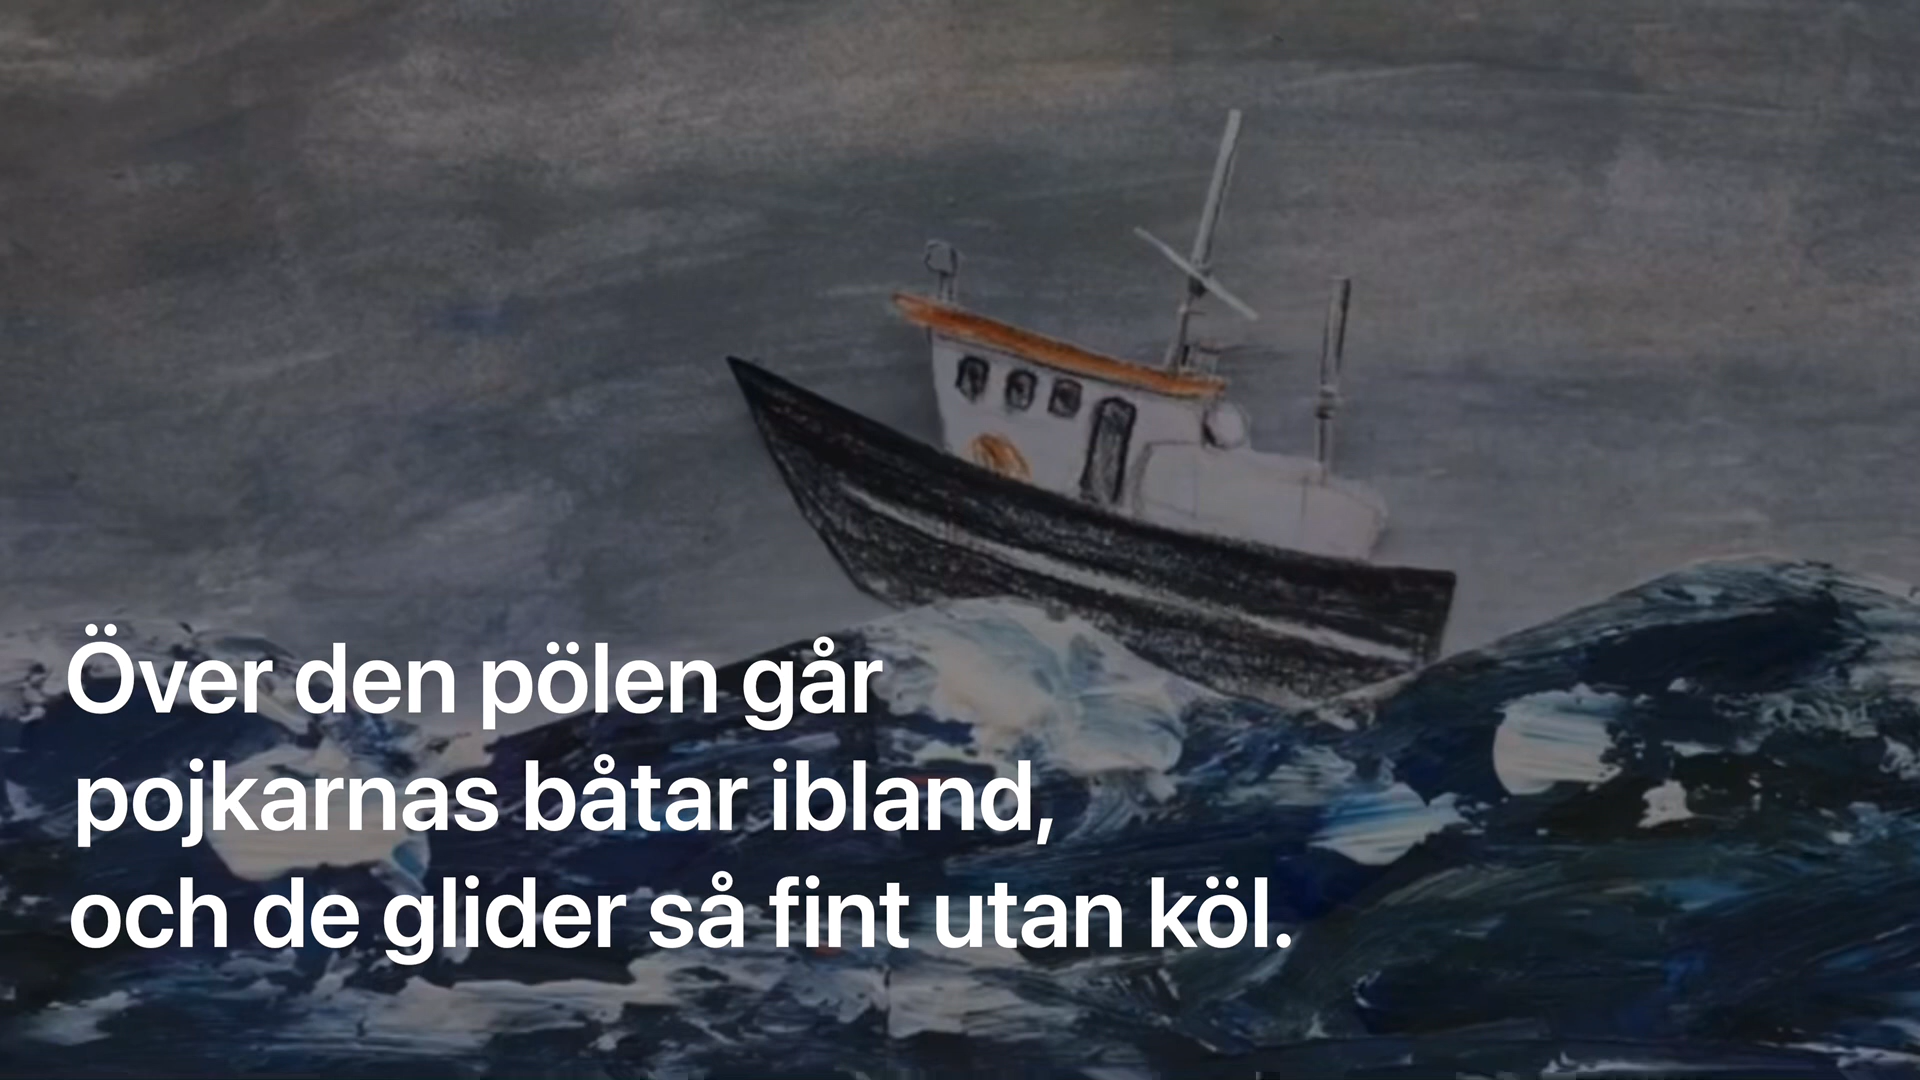 Över den pölen går
pojkarnas båtar ibland,
och de glider så fint utan köl.